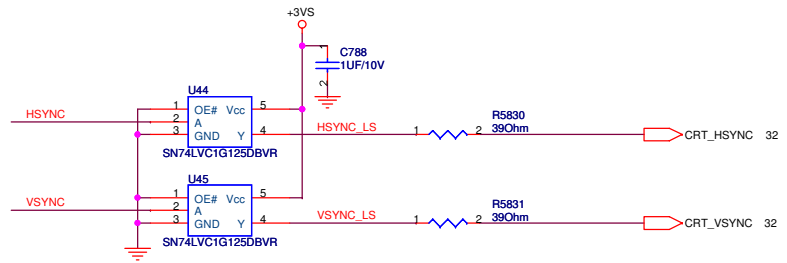 +3VS
1
C788
1UF/10V
2
U44
HSYNC
1 OE# Vcc 5
2 A
3 GND Y 4
SN74LVC1G125DBVR
HSYNC_LS
1 2
R5830
39Ohm
CRT_HSYNC 32
U45
VSYNC
1 OE# Vcc 5
2 A
3 GND Y 4
SN74LVC1G125DBVR
VSYNC_LS
1 2
R5831
39Ohm
CRT_VSYNC 32